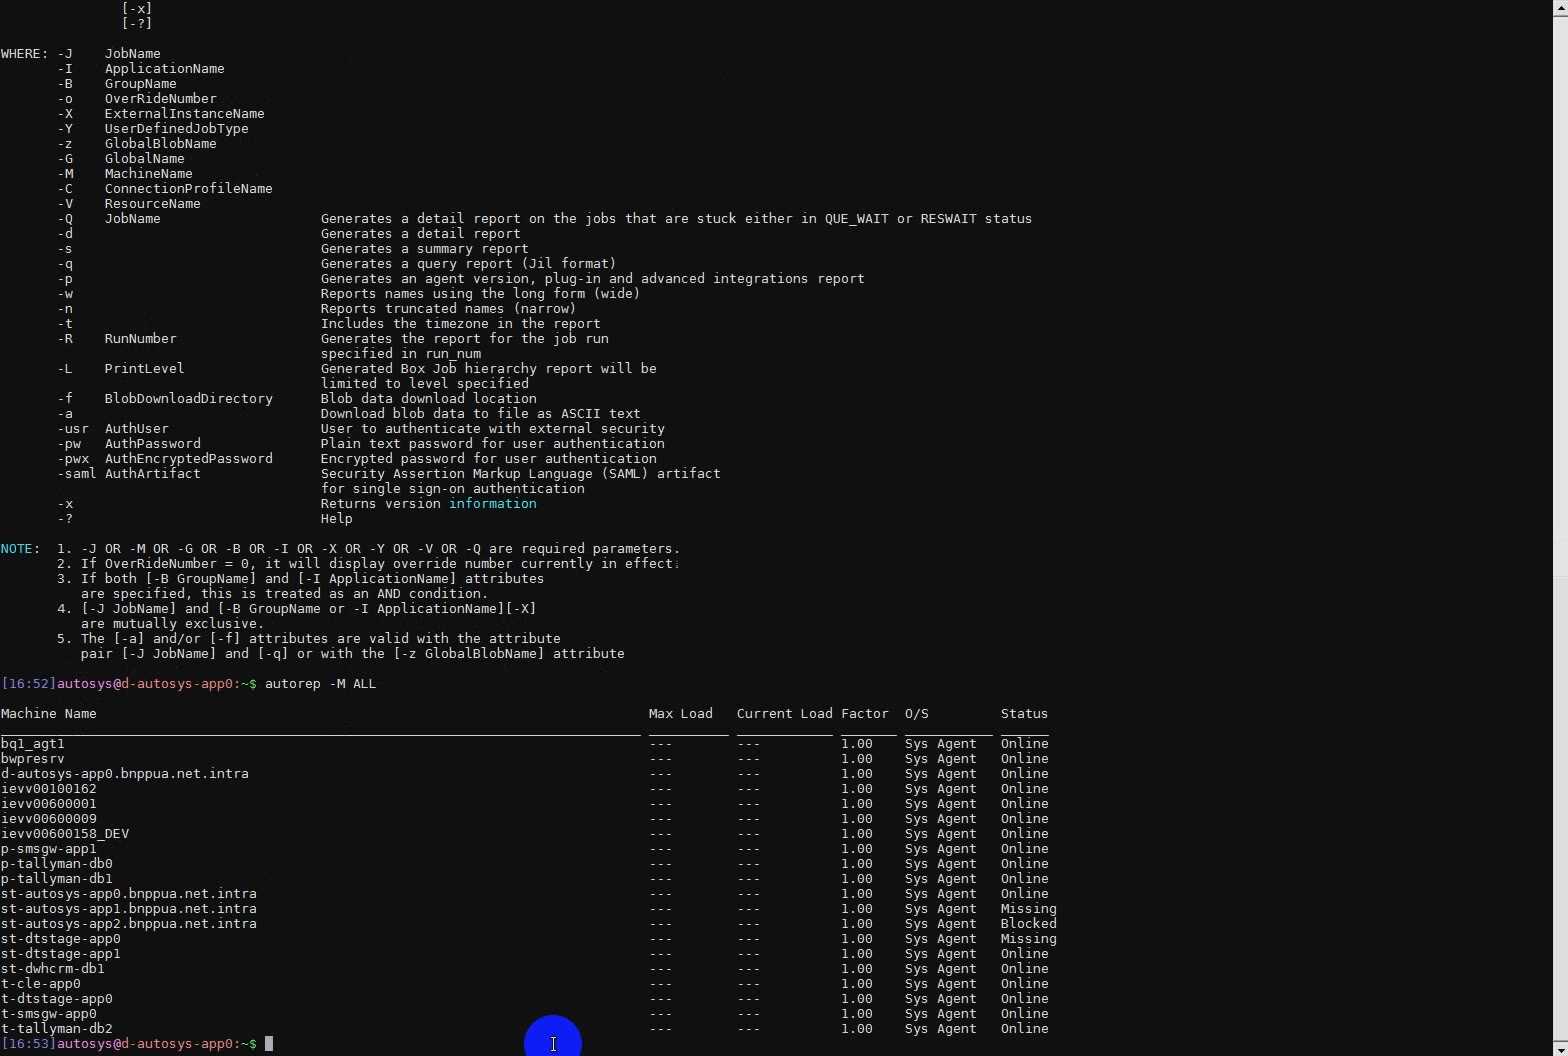 [-x]
[-?]
WHERE: -J JobName
-I ApplicationName
-B GroupName
-o OverRideNumber
-X ExternalInstanceName
-Y UserDefinedJobType
-z GlobalBlobName
-G GlobalName
-M MachineName
-C ConnectionProfileName
-V ResourceName
-Q JobName Generates a detail report on the jobs that are stuck either in QUE_WAIT or RESWAIT status
-d Generates a detail report
-s Generates a summary report
-q Generates a query report (Jil format)
-p Generates an agent version, plug-in and advanced integrations report
-w Reports names using the long form (wide)
-n Reports truncated names (narrow)
-t Includes the timezone in the report
-R RunNumber Generates the report for the job run
specified in run_num
-L PrintLevel Generated Box Job hierarchy report will be
limited to level specified
-f BlobDownloadDirectory Blob data download location
-a Download blob data to file as ASCII text
-usr AuthUser User to authenticate with external security
-pw AuthPassword Plain text password for user authentication
-pwx AuthEncryptedPassword Encrypted password for user authentication
-saml AuthArtifact Security Assertion Markup Language (SAML) artifact
for single sign-on authentication
-x Returns version information
-? Help
NOTE: 1. -J OR -M OR -G OR -B OR -I OR -X OR -Y OR -V OR -Q are required parameters.
2. If OverRideNumber = 0, it will display override number currently in effect.
3. If both [-B GroupName] and [-I ApplicationName] attributes
are specified, this is treated as an AND condition.
4. [-J JobName] and [-B GroupName or -I ApplicationName][-X]
are mutually exclusive.
5. The [-a] and/or [-f] attributes are valid with the attribute
pair [-J JobName] and [-q] or with the [-z GlobalBlobName] attribute
[16:52]autosys@d-autosys-app0:~$ autorep -M ALL
Machine Name Max Load Current Load Factor O/S Status
bq1_agt1 --- --- 1.00 Sys Agent Online
bwpresrv --- --- 1.00 Sys Agent Online
d-autosys-app0.bnppua.net.intra --- --- 1.00 Sys Agent Online
ievv00100162 --- --- 1.00 Sys Agent Online
ievv00600001 --- --- 1.00 Sys Agent Online
ievv00600009 --- --- 1.00 Sys Agent Online
ievv00600158_DEV --- --- 1.00 Sys Agent Online
p-smsgw-app1 --- --- 1.00 Sys Agent Online
p-tallyman-db0 --- --- 1.00 Sys Agent Online
p-tallyman-db1 --- --- 1.00 Sys Agent Online
st-autosys-app0.bnppua.net.intra --- --- 1.00 Sys Agent Online
st-autosys-app1.bnppua.net.intra --- --- 1.00 Sys Agent Missing
st-autosys-app2.bnppua.net.intra --- --- 1.00 Sys Agent Blocked
st-dtstage-app0 --- --- 1.00 Sys Agent Missing
st-dtstage-app1 --- --- 1.00 Sys Agent Online
st-dwhcrm-db1 --- --- 1.00 Sys Agent Online
t-cle-app0 --- --- 1.00 Sys Agent Online
t-dtstage-app0 --- --- 1.00 Sys Agent Online
t-smsgw-app0 --- --- 1.00 Sys Agent Online
t-tallyman-db2 --- --- 1.00 Sys Agent Online
[16:53]autosys@d-autosys-app0:~$